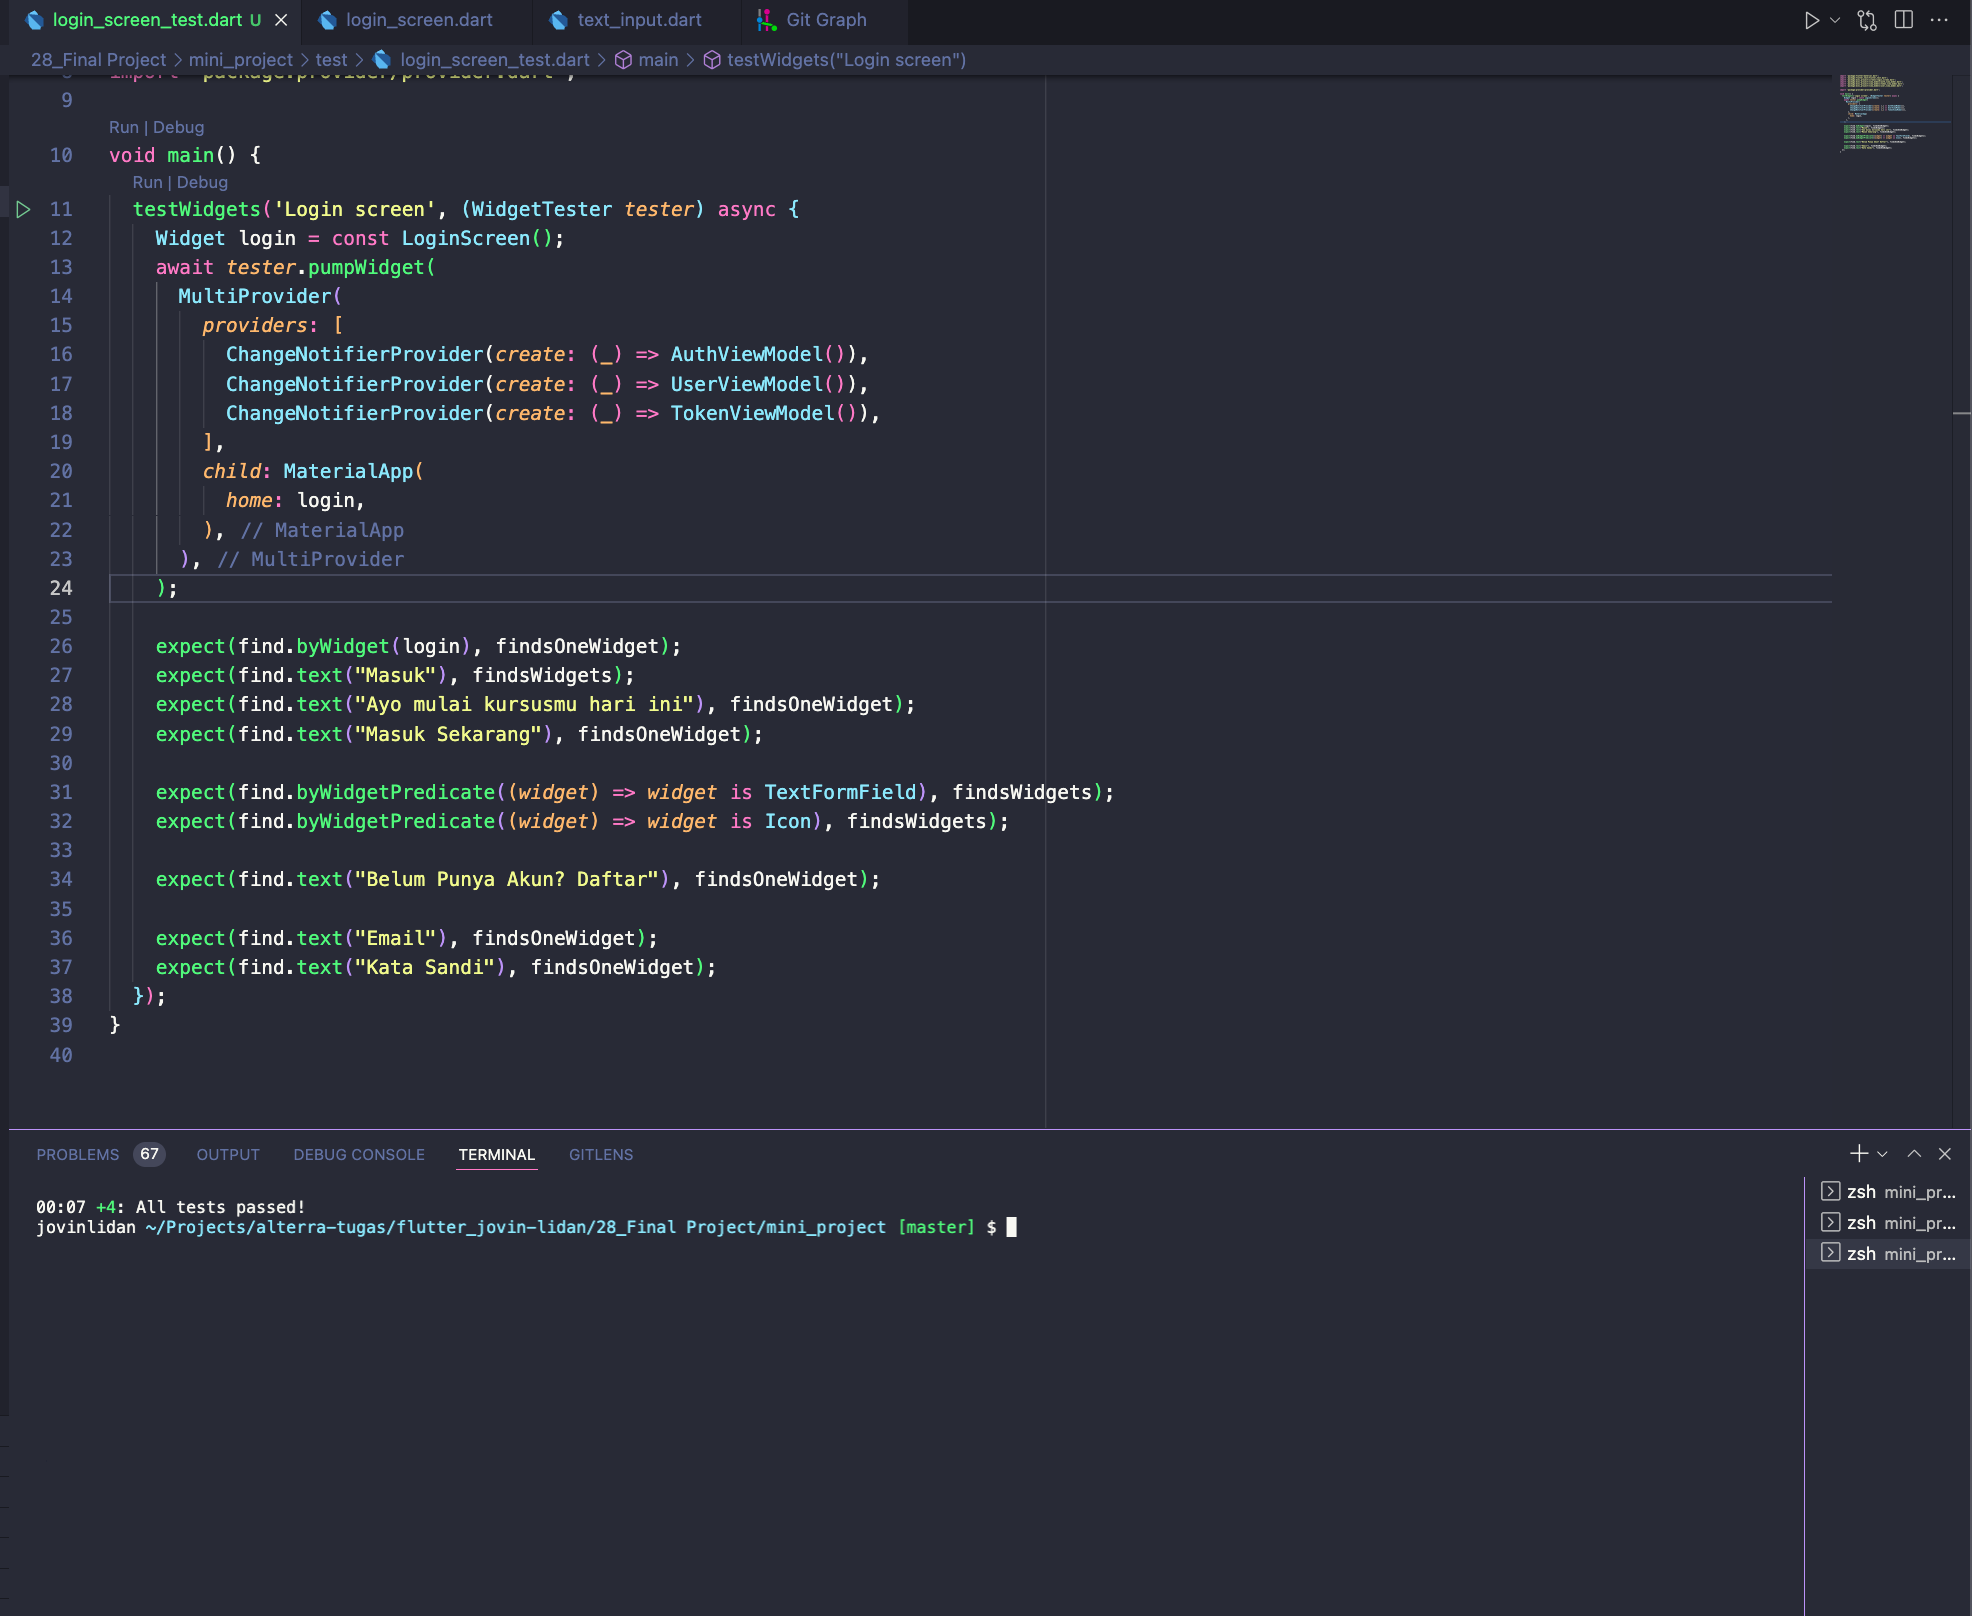 login_screen_test.dart U
login_screen.dart
text_input.dart
Git Graph
28_Final Project > mini_project > test > login_screen_test.dart > main > testWidgets("Login screen")
8 import 'package:provider/provider.dart';
9
Run | Debug
10 void main() {
Run | Debug
11 testWidgets('Login screen', (WidgetTester tester) async {
12 Widget login = const LoginScreen();
13 await tester.pumpWidget(
14 MultiProvider(
15 providers: [
16 ChangeNotifierProvider(create: (_) => AuthViewModel()),
17 ChangeNotifierProvider(create: (_) => UserViewModel()),
18 ChangeNotifierProvider(create: (_) => TokenViewModel()),
19 ],
20 child: MaterialApp(
21 home: login,
22 ), // MaterialApp
23 ), // MultiProvider
24 );
25
26 expect(find.byWidget(login), findsOneWidget);
27 expect(find.text("Masuk"), findsWidgets);
28 expect(find.text("Ayo mulai kursusmu hari ini"), findsOneWidget);
29 expect(find.text("Masuk Sekarang"), findsOneWidget);
30
31 expect(find.byWidgetPredicate((widget) => widget is TextFormField), findsWidgets);
32 expect(find.byWidgetPredicate((widget) => widget is Icon), findsWidgets);
33
34 expect(find.text("Belum Punya Akun? Daftar"), findsOneWidget);
35
36 expect(find.text("Email"), findsOneWidget);
37 expect(find.text("Kata Sandi"), findsOneWidget);
38 });
39 }
40
PROBLEMS 67 OUTPUT DEBUG CONSOLE TERMINAL GITLENS
00:07 +4: All tests passed!
jovinlidan ~/Projects/alterra-tugas/flutter_jovin-lidan/28_Final Project/mini_project [master] $
zsh mini_pr...
zsh mini_pr...
zsh mini_pr...